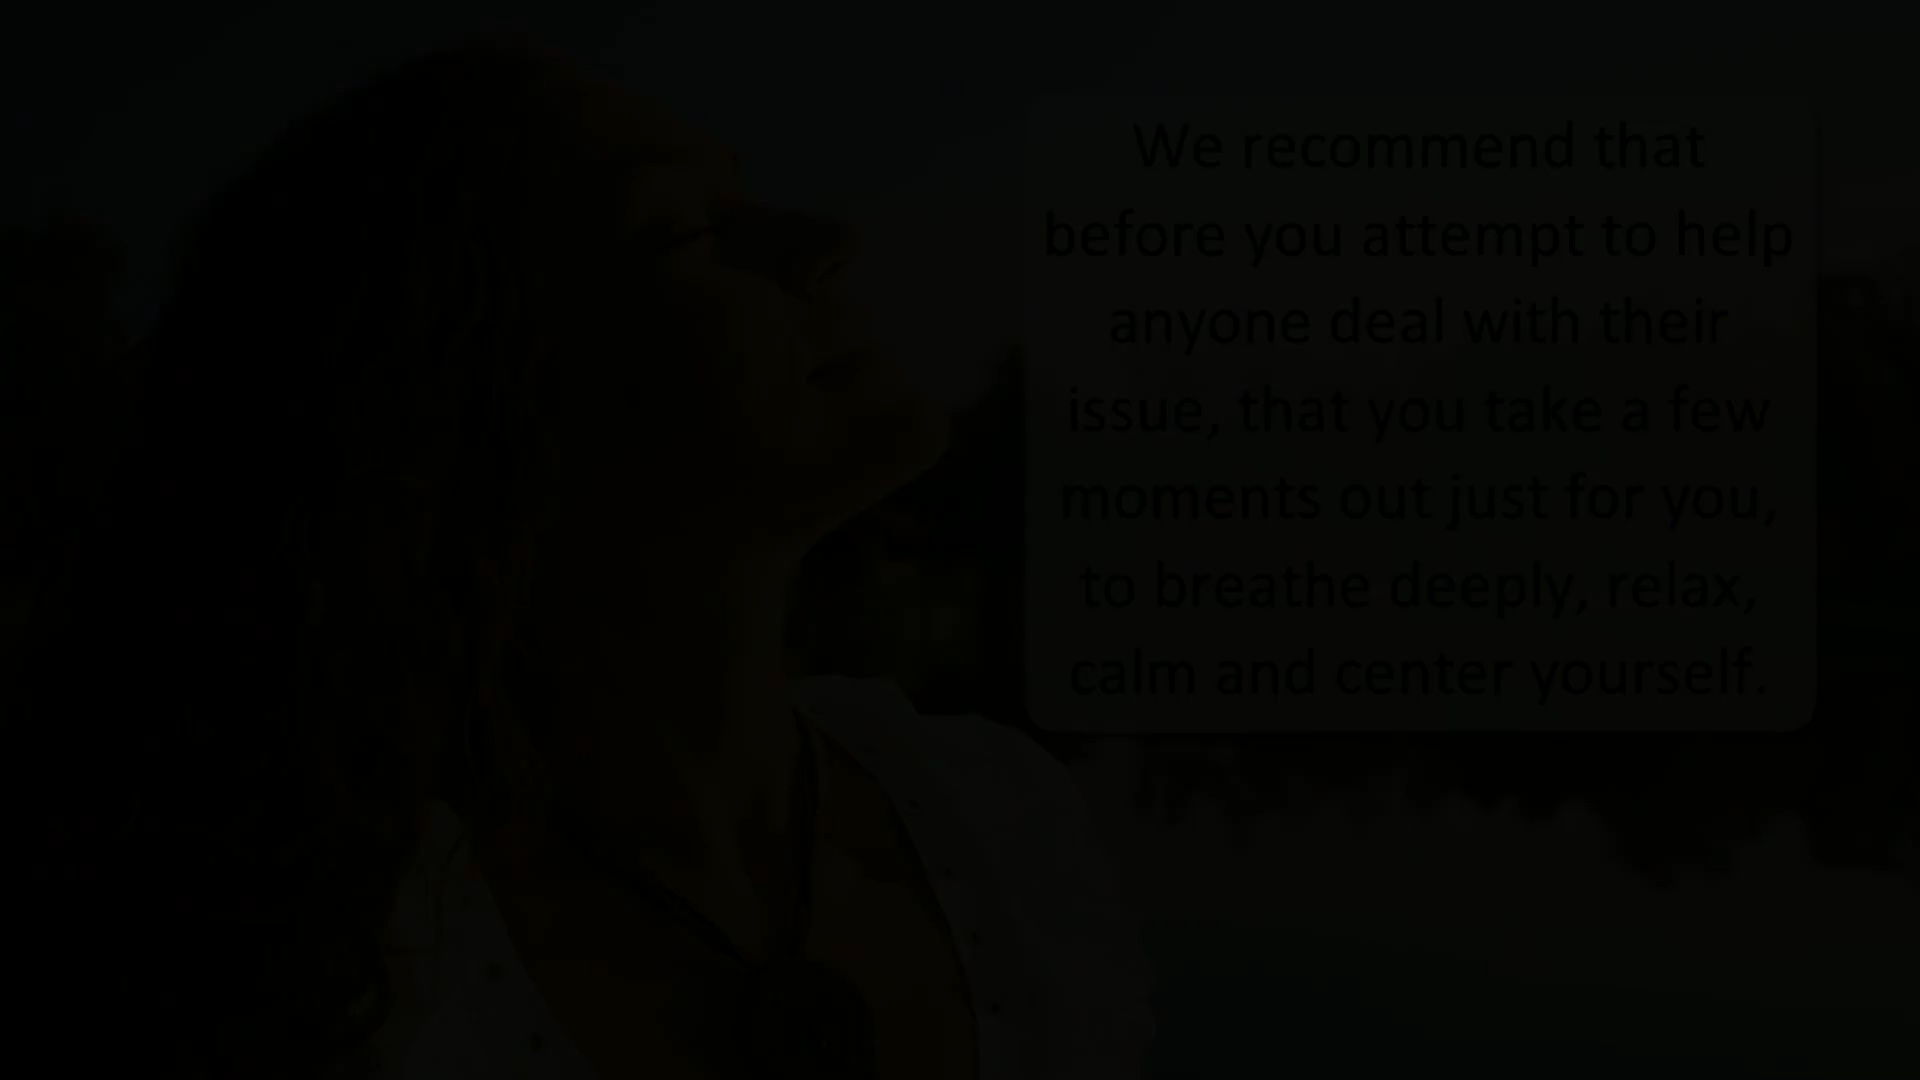 We recommend that
before you attempt to help
anyone deal with their
issue, that you take a few
moments out just for you,
to breathe deeply, relax,
calm and center yourself.